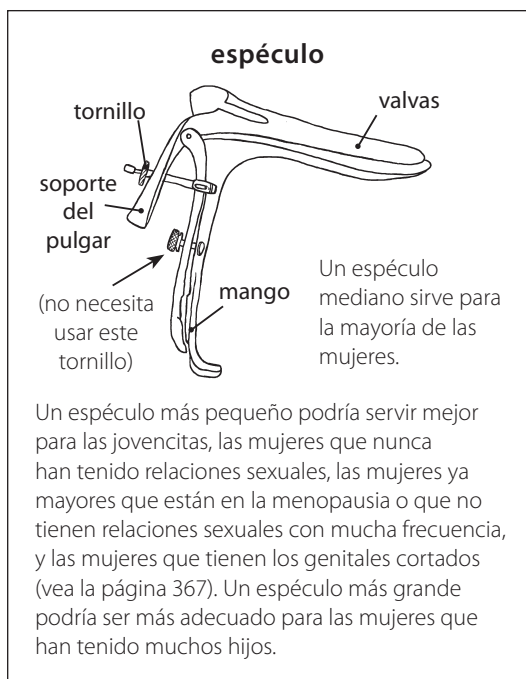 espéculo
tornillo
valvas
soporte
del
pulgar
(no necesita
usar este
tornillo)
mango
Un espéculo
mediano sirve para
la mayoría de las
mujeres.
Un espéculo más pequeño podría servir mejor
para las jovencitas, las mujeres que nunca
han tenido relaciones sexuales, las mujeres ya
mayores que están en la menopausia o que no
tienen relaciones sexuales con mucha frecuencia,
y las mujeres que tienen los genitales cortados
(vea la página 367). Un espéculo más grande
podría ser más adecuado para las mujeres que
han tenido muchos hijos.